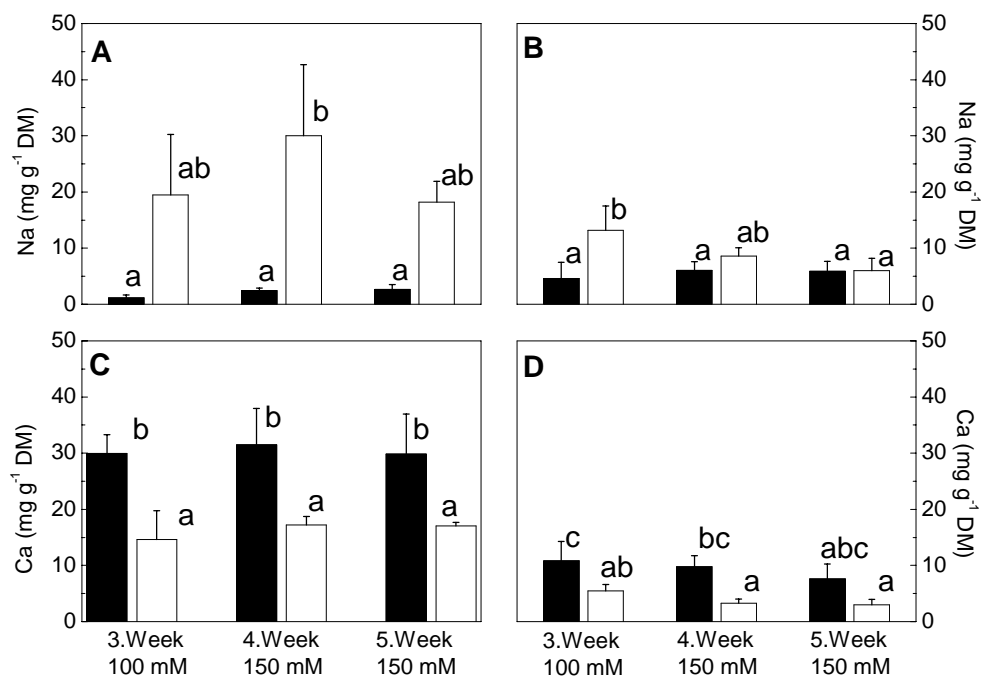 50
40
30
20
10
0
Na (mg g⁻¹ DM)
A
a
ab
a
b
a
ab
B
a
b
a
ab
a
a
50
40
30
20
10
0
Na (mg g⁻¹ DM)
50
40
30
20
10
0
Ca (mg g⁻¹ DM)
C
b
a
b
a
b
a
D
c
ab
bc
a
abc
a
50
40
30
20
10
0
Ca (mg g⁻¹ DM)
3.Week 4.Week 5.Week
100 mM 150 mM 150 mM
3.Week 4.Week 5.Week
100 mM 150 mM 150 mM